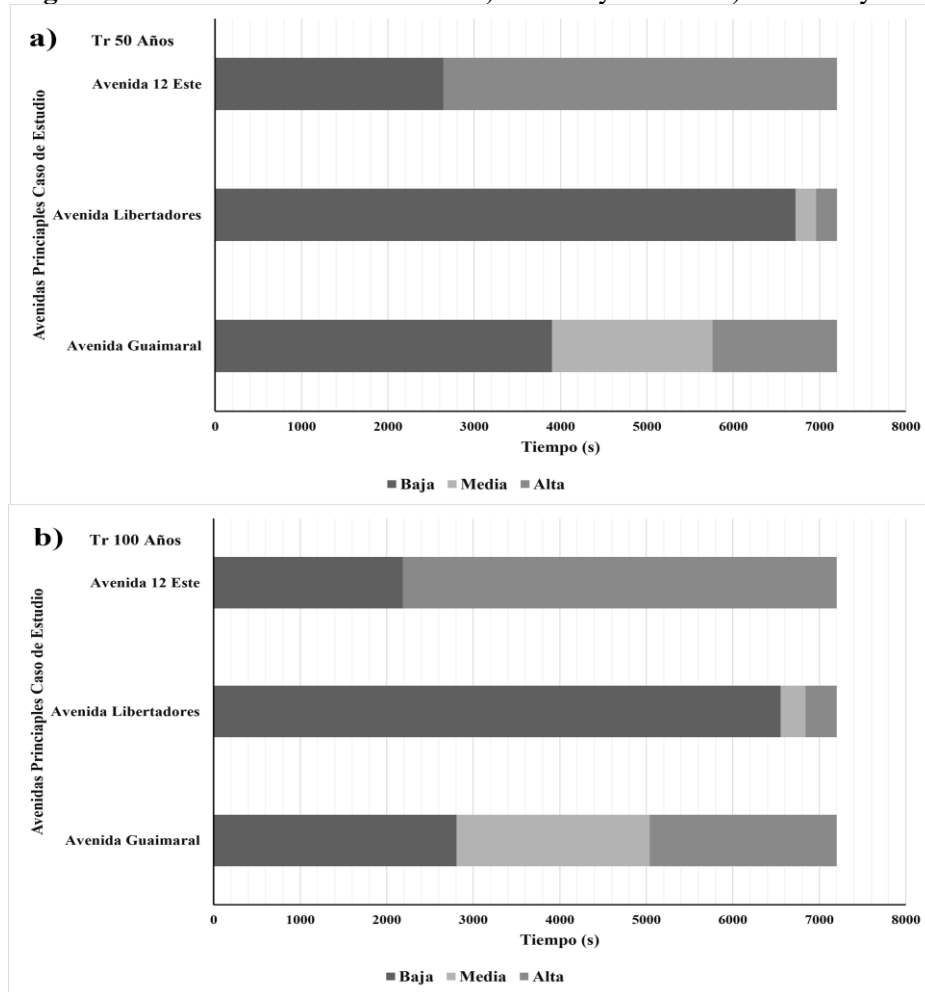 a) Tr 50 Años
Avenidas Princiaples Caso de Estudio
Avenida 12 Este
Avenida Libertadores
Avenida Guaimaral
0 1000 2000 3000 4000 5000 6000 7000 8000
Tiempo (s)
Baja Media Alta
b) Tr 100 Años
Avenidas Princiaples Caso de Estudio
Avenida 12 Este
Avenida Libertadores
Avenida Guaimaral
0 1000 2000 3000 4000 5000 6000 7000 8000
Tiempo (s)
Baja Media Alta